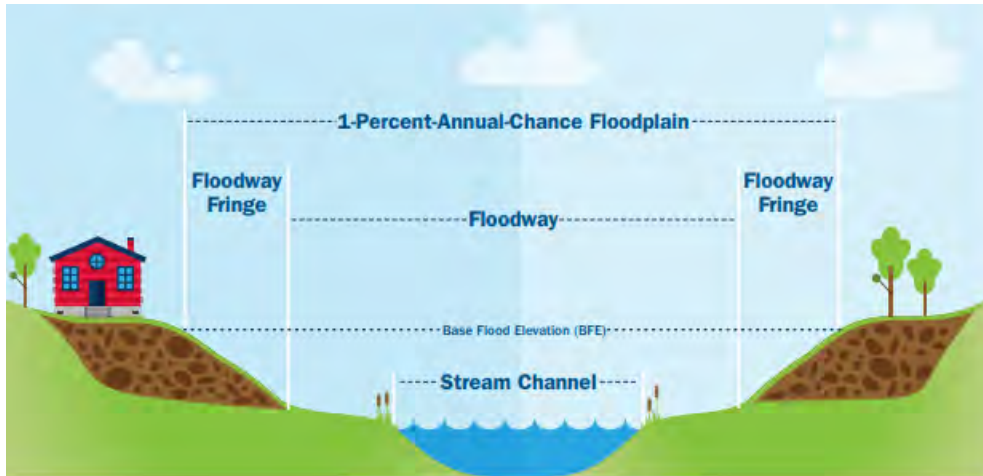 1-Percent-Annual-Chance Floodplain
Floodway
Fringe
Floodway
Fringe
Floodway
Base Flood Elevation (BFE)
Stream Channel